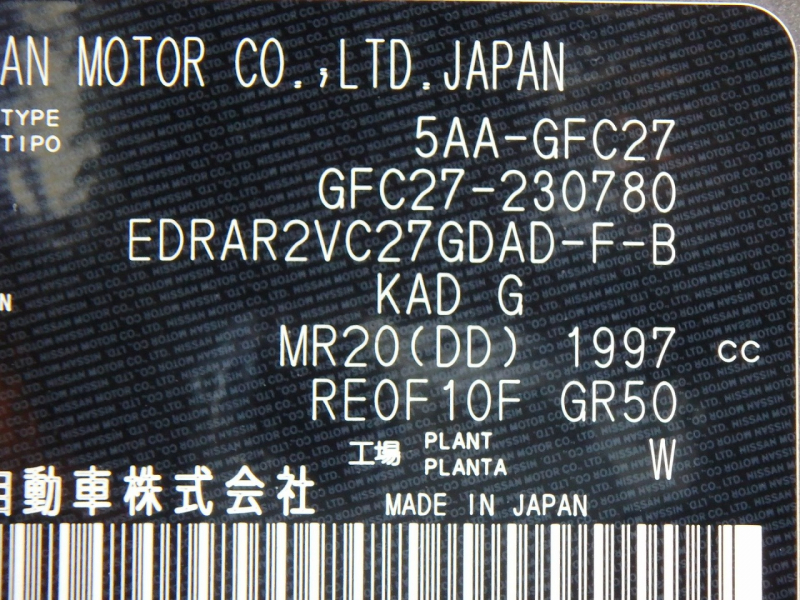 AN MOTOR CO.,LTD.JAPAN
TYPE
TIPO
5AA-GFC27
GFC27-230780
EDRAR2VC27GDAD-F-B
N
KAD G
MR20(DD) 1997 cc
RE0F10F GR50
工場 PLANT
PLANTA
W
自動車株式会社
MADE IN JAPAN